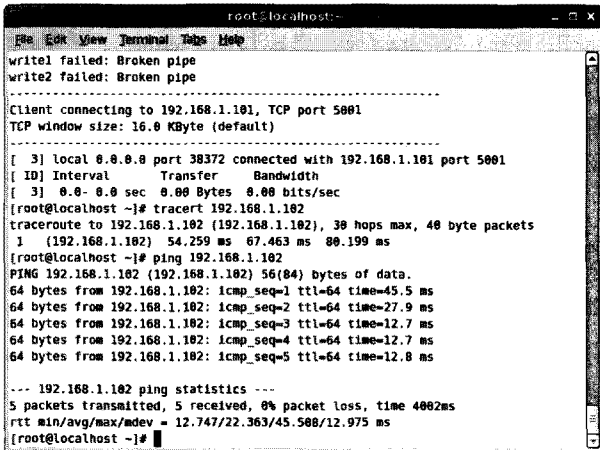 root@localhost:~
File Edit View Terminal Tabs Help
write1 failed: Broken pipe
write2 failed: Broken pipe
------------------------------------------------------------
Client connecting to 192.168.1.101, TCP port 5001
TCP window size: 16.0 KByte (default)
------------------------------------------------------------
[  3] local 0.0.0.0 port 38372 connected with 192.168.1.101 port 5001
[ ID] Interval       Transfer     Bandwidth
[  3]  0.0- 0.0 sec  0.00 Bytes  0.00 bits/sec
[root@localhost ~]# tracert 192.168.1.102
traceroute to 192.168.1.102 (192.168.1.102), 30 hops max, 40 byte packets
 1   (192.168.1.102)  54.259 ms  67.463 ms  80.199 ms
[root@localhost ~]# ping 192.168.1.102
PING 192.168.1.102 (192.168.1.102) 56(84) bytes of data.
64 bytes from 192.168.1.102: icmp_seq=1 ttl=64 time=45.5 ms
64 bytes from 192.168.1.102: icmp_seq=2 ttl=64 time=27.9 ms
64 bytes from 192.168.1.102: icmp_seq=3 ttl=64 time=12.7 ms
64 bytes from 192.168.1.102: icmp_seq=4 ttl=64 time=12.7 ms
64 bytes from 192.168.1.102: icmp_seq=5 ttl=64 time=12.8 ms
--- 192.168.1.102 ping statistics ---
5 packets transmitted, 5 received, 0% packet loss, time 4002ms
rtt min/avg/max/mdev = 12.747/22.363/45.508/12.975 ms
[root@localhost ~]#